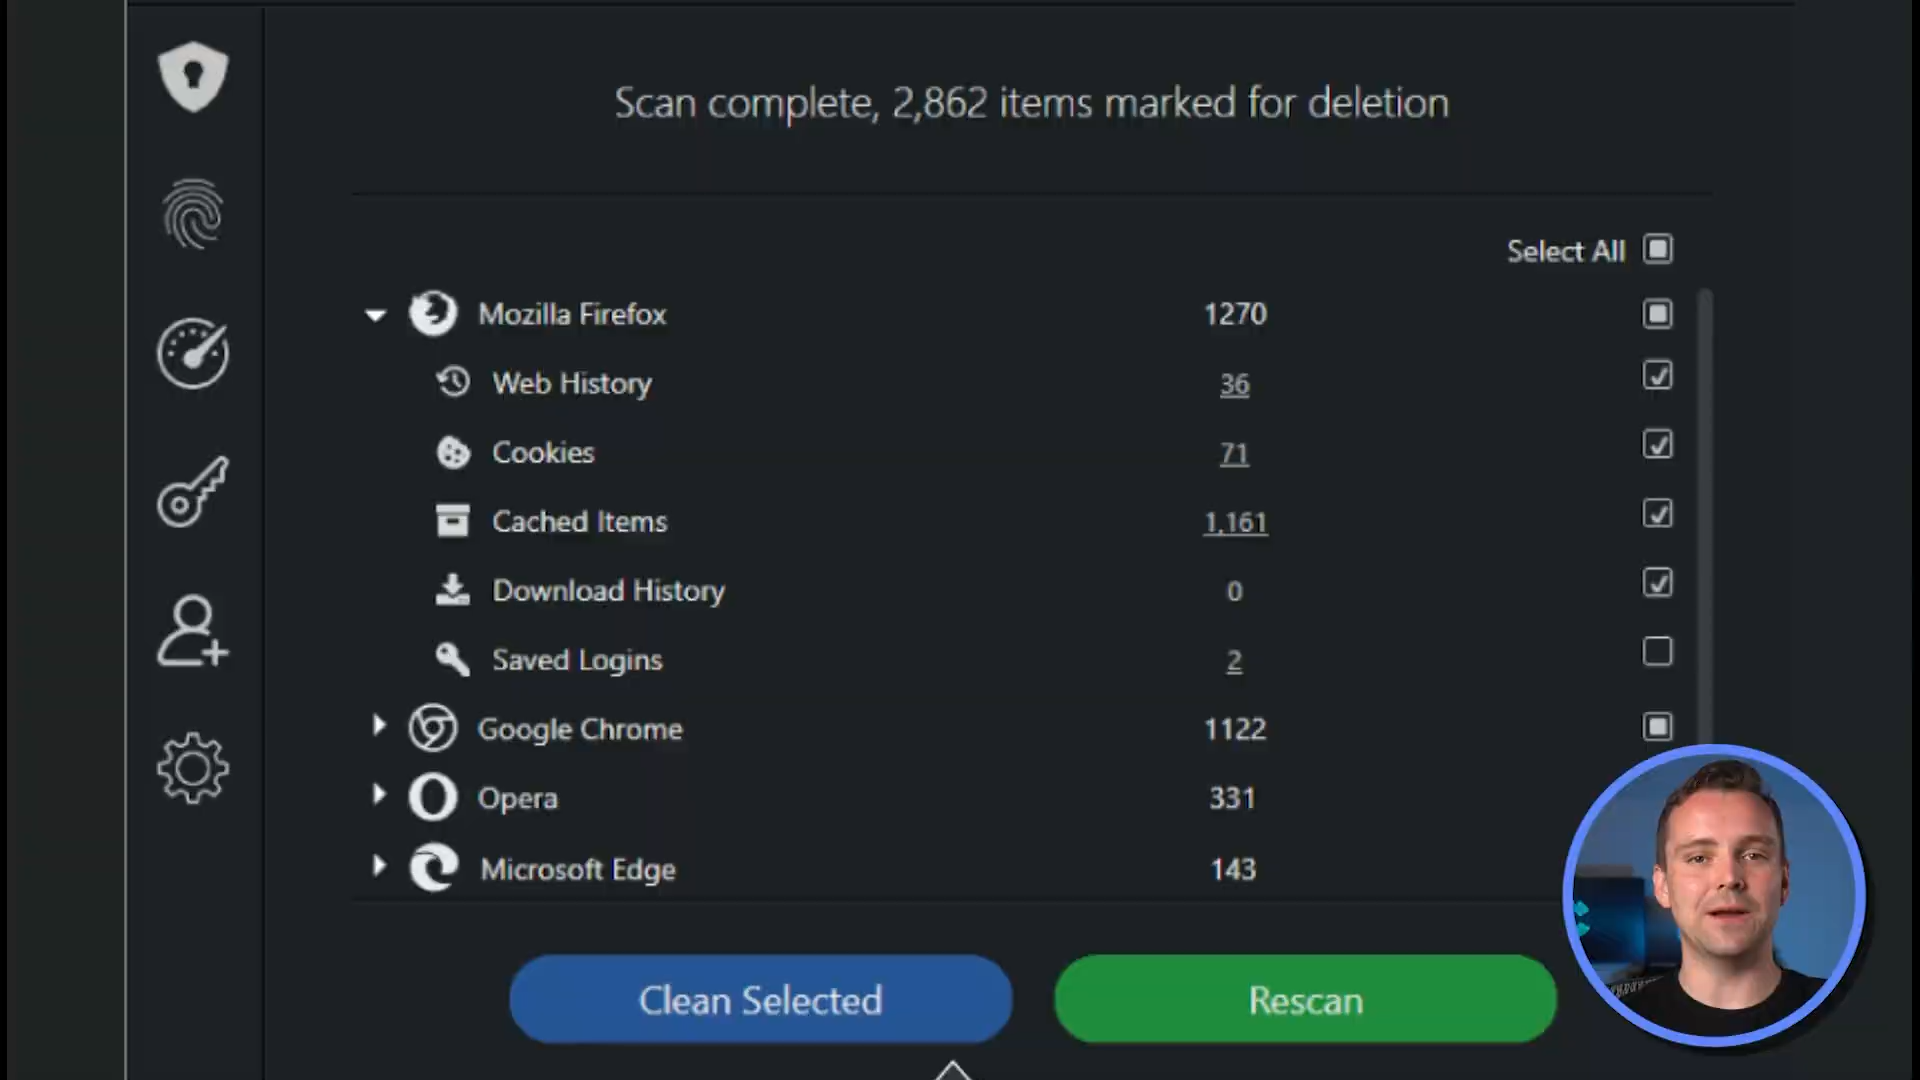 Scan complete, 2,862 items marked for deletion
Select All
Mozilla Firefox 1270
Web History 36
Cookies 71
Cached Items 1,161
Download History 0
Saved Logins 2
Google Chrome 1122
Opera 331
Microsoft Edge 143
Clean Selected Rescan